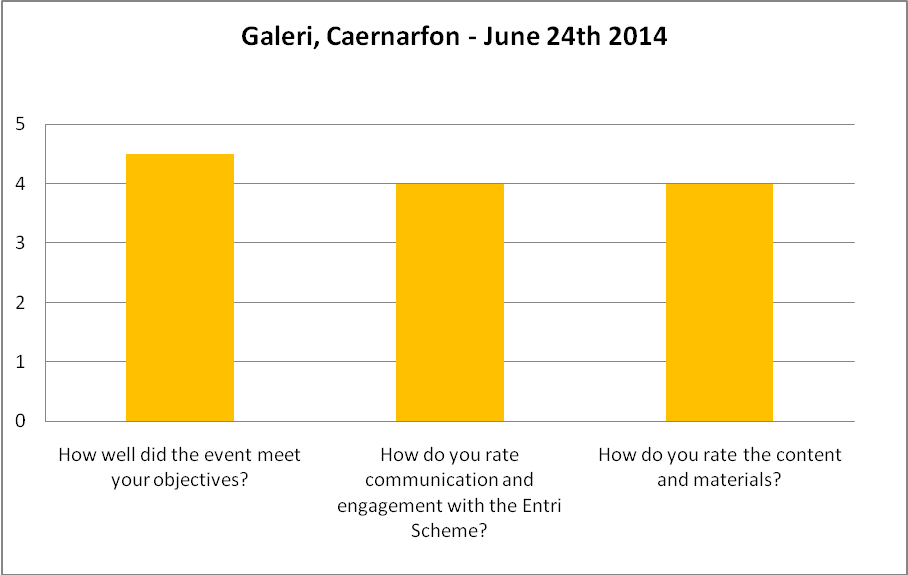 Galeri, Caernarfon - June 24th 2014
5
4
3
2
1
0
How well did the event meet
your objectives?
How do you rate
communication and
engagement with the Entri
Scheme?
How do you rate the content
and materials?